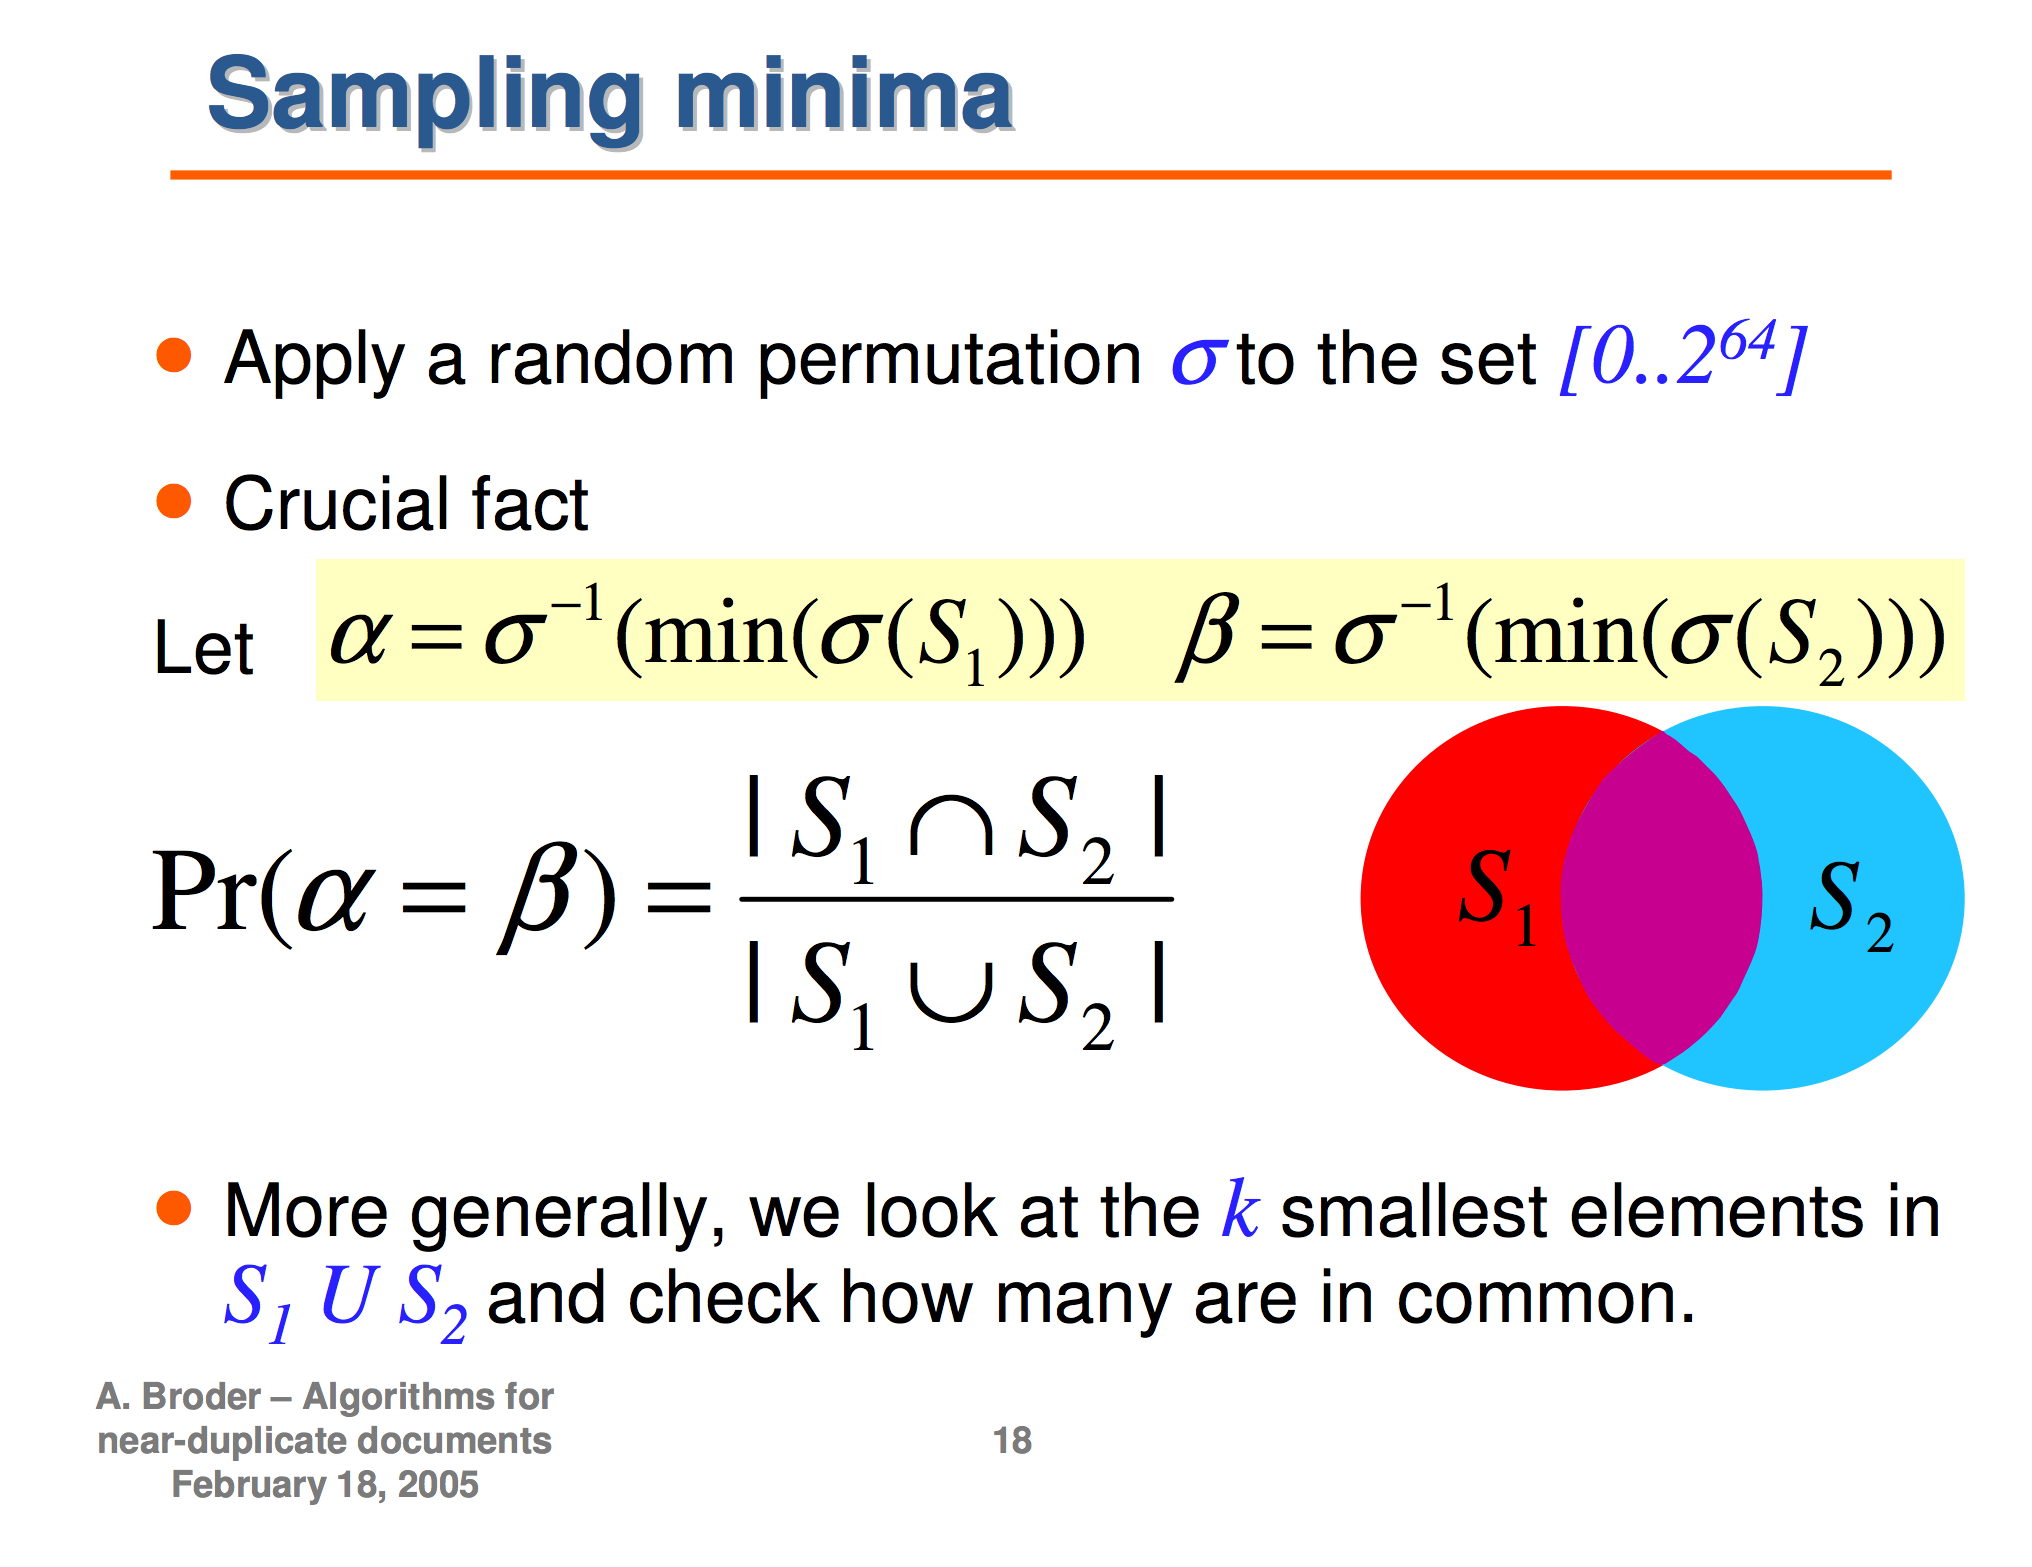 Sampling minima
• Apply a random permutation σ to the set [0..2⁶⁴]
• Crucial fact
Let α = σ⁻¹(min(σ(S₁))) β = σ⁻¹(min(σ(S₂)))
Pr(α = β) = | S₁ ∩ S₂ | / | S₁ ∪ S₂ |
S₁ S₂
• More generally, we look at the k smallest elements in
S₁ U S₂ and check how many are in common.
A. Broder – Algorithms for
near-duplicate documents
February 18, 2005
18